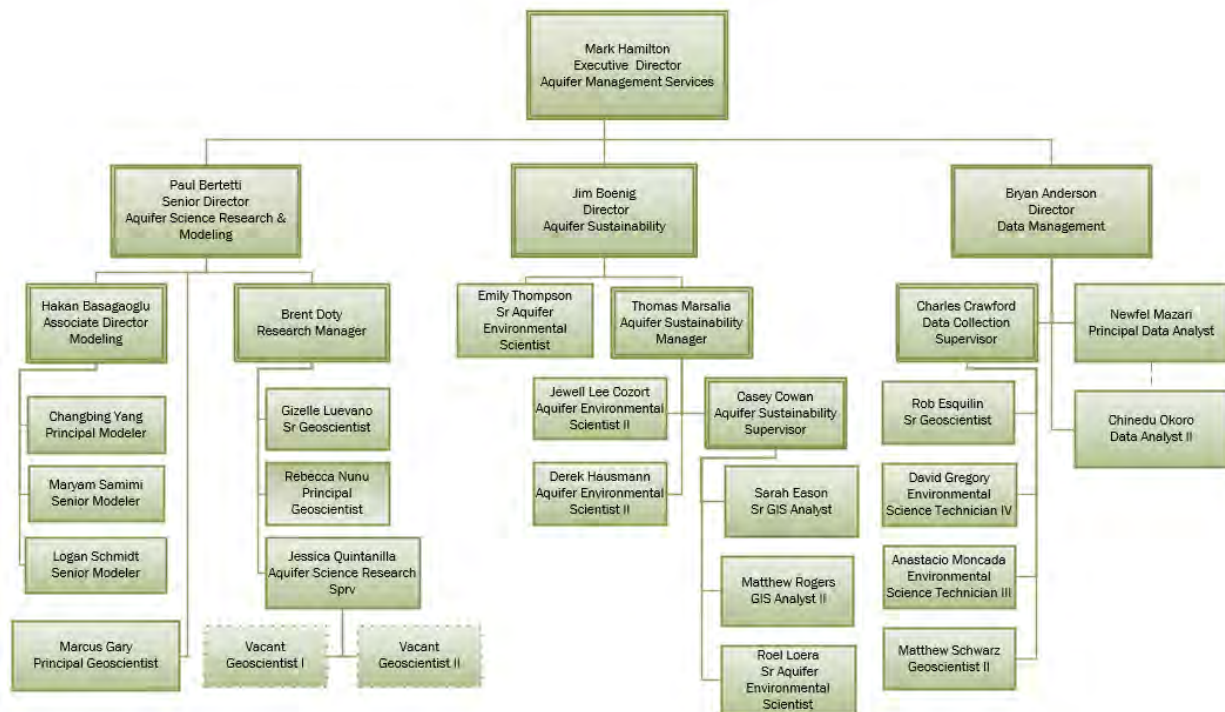 Mark Hamilton
Executive Director
Aquifer Management Services
Paul Bertetti
Senior Director
Aquifer Science Research &
Modeling
Jim Boenig
Director
Aquifer Sustainability
Bryan Anderson
Director
Data Management
Hakan Basagaoglu
Associate Director
Modeling
Brent Doty
Research Manager
Emily Thompson
Sr Aquifer
Environmental
Scientist
Thomas Marsalia
Aquifer Sustainability
Manager
Charles Crawford
Data Collection
Supervisor
Newfel Mazari
Principal Data Analyst
Changbing Yang
Principal Modeler
Gizelle Luevano
Sr Geoscientist
Jewell Lee Cozort
Aquifer Environmental
Scientist II
Casey Cowan
Aquifer Sustainability
Supervisor
Rob Esquilin
Sr Geoscientist
Chinedu Okoro
Data Analyst II
Maryam Samimi
Senior Modeler
Rebecca Nunu
Principal
Geoscientist
Derek Hausmann
Aquifer Environmental
Scientist II
Sarah Eason
Sr GIS Analyst
David Gregory
Environmental
Science Technician IV
Logan Schmidt
Senior Modeler
Jessica Quintanilla
Aquifer Science Research
Sprv
Matthew Rogers
GIS Analyst II
Anastacio Moncada
Environmental
Science Technician III
Marcus Gary
Principal Geoscientist
Vacant
Geoscientist I
Vacant
Geoscientist II
Roel Loera
Sr Aquifer
Environmental
Scientist
Matthew Schwarz
Geoscientist II